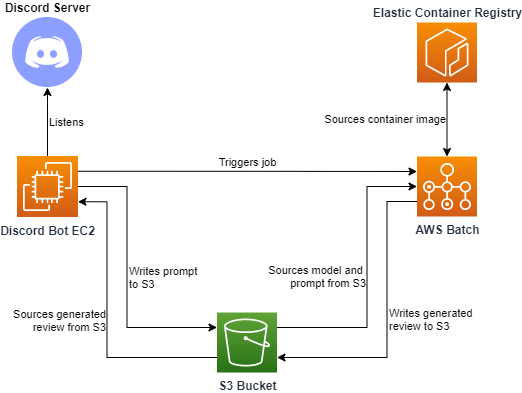 Discord Server
Elastic Container Registry
Listens
Sources container image
Triggers job
Discord Bot EC2
AWS Batch
Writes prompt
to S3
Sources model and
prompt from S3
Sources generated
review from S3
Writes generated
review to S3
S3 Bucket